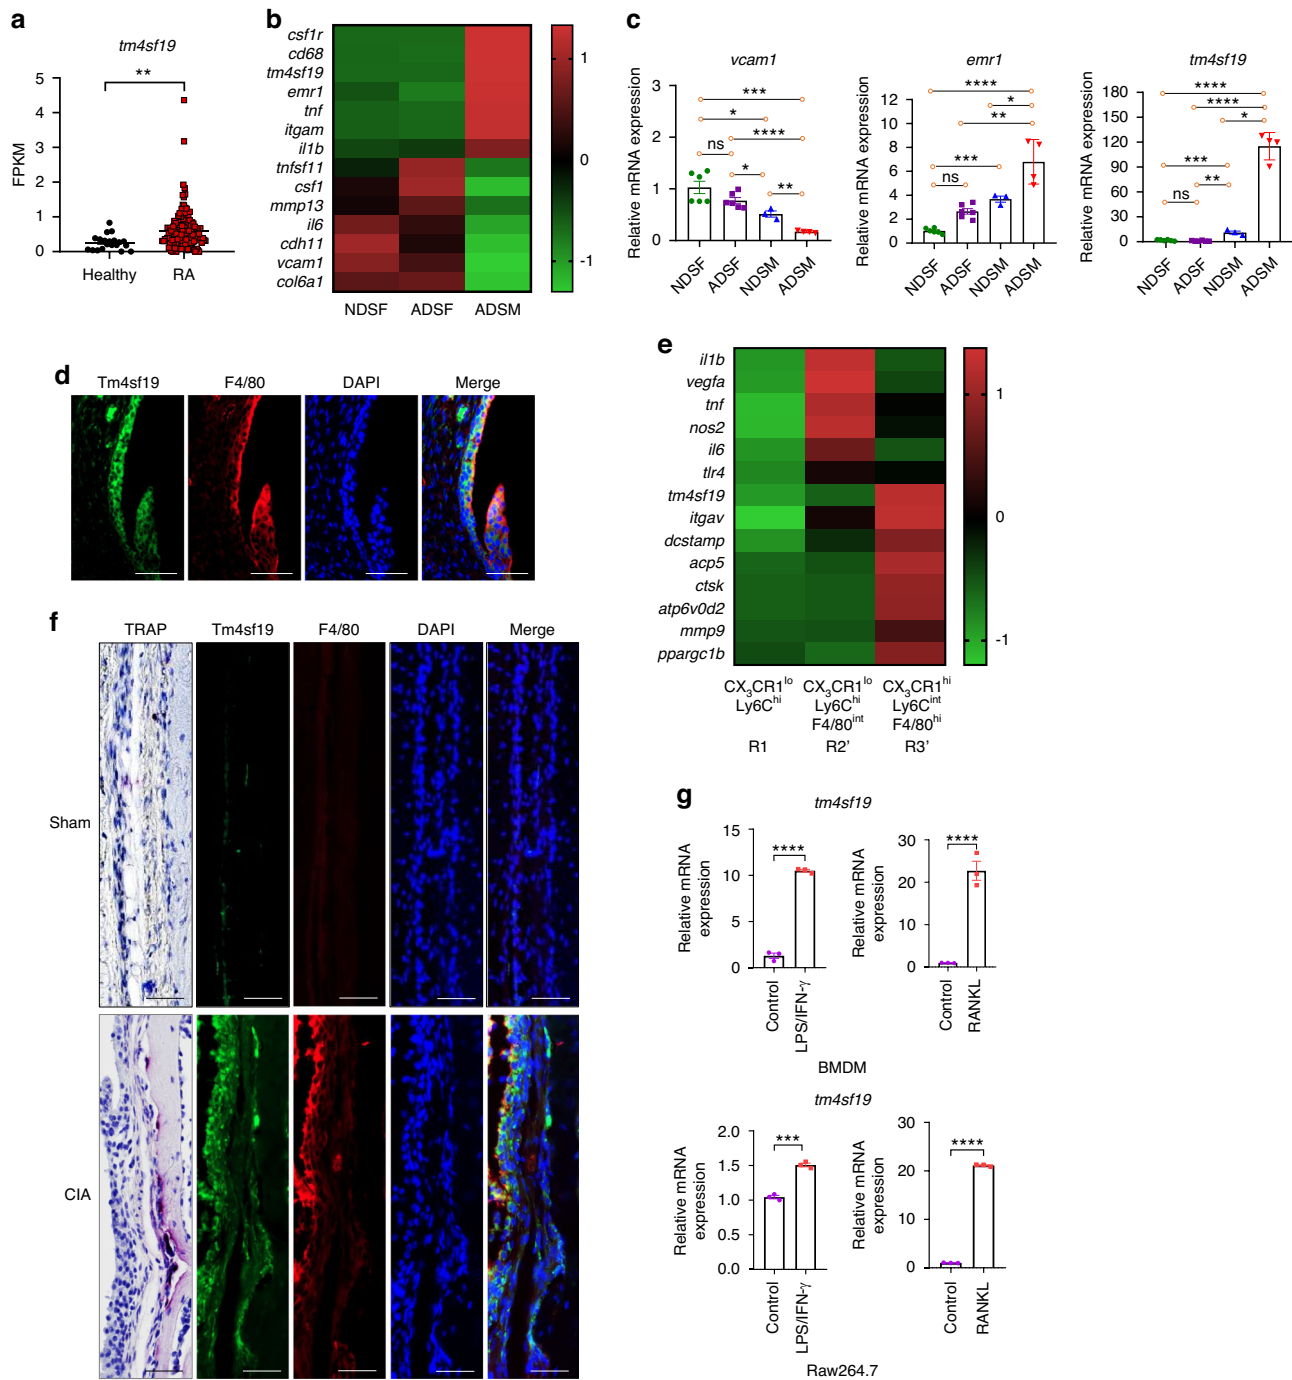 a
tm4sf19
**
FPKM
5
4
3
2
1
0
Healthy
RA
b
csf1r
cd68
tm4sf19
emr1
tnf
itgam
il1b
tnfsf11
csf1
mmp13
il6
cdh11
vcam1
col6a1
NDSF
ADSF
ADSM
1
0
-1
c
vcam1
Relative mRNA expression
3
2
1
0
***
*
****
ns
*
**
NDSF
ADSF
NDSM
ADSM
emr1
Relative mRNA expression
12
10
8
6
4
2
0
****
*
**
***
ns
NDSF
ADSF
NDSM
ADSM
tm4sf19
Relative mRNA expression
180
150
120
90
60
30
0
****
****
*
***
**
ns
NDSF
ADSF
NDSM
ADSM
d
Tm4sf19
F4/80
DAPI
Merge
e
il1b
vegfa
tnf
nos2
il6
tlr4
tm4sf19
itgav
dcstamp
acp5
ctsk
atp6v0d2
mmp9
ppargc1b
1
0
-1
CX3CR1lo
Ly6Chi
R1
CX3CR1lo
Ly6Chi
F4/80int
R2'
CX3CR1hi
Ly6Cint
F4/80hi
R3'
f
TRAP
Tm4sf19
F4/80
DAPI
Merge
Sham
CIA
g
tm4sf19
Relative mRNA
expression
15
10
5
0
****
Control
LPS/IFN-γ
Relative mRNA
expression
30
20
10
0
****
Control
RANKL
BMDM
tm4sf19
Relative mRNA
expression
2.0
1.5
1.0
0.5
0.0
***
Control
LPS/IFN-γ
Relative mRNA
expression
30
20
10
0
****
Control
RANKL
Raw264.7